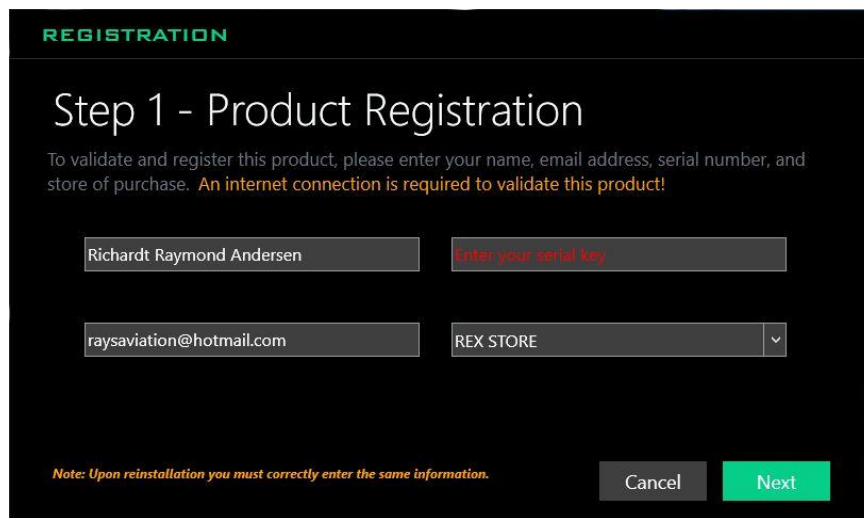 REGISTRATION
Step 1 - Product Registration
To validate and register this product, please enter your name, email address, serial number, and
store of purchase. An internet connection is required to validate this product!
Richardt Raymond Andersen
Enter your serial key
raysaviation@hotmail.com
REX STORE
Note: Upon reinstallation you must correctly enter the same information.
Cancel
Next